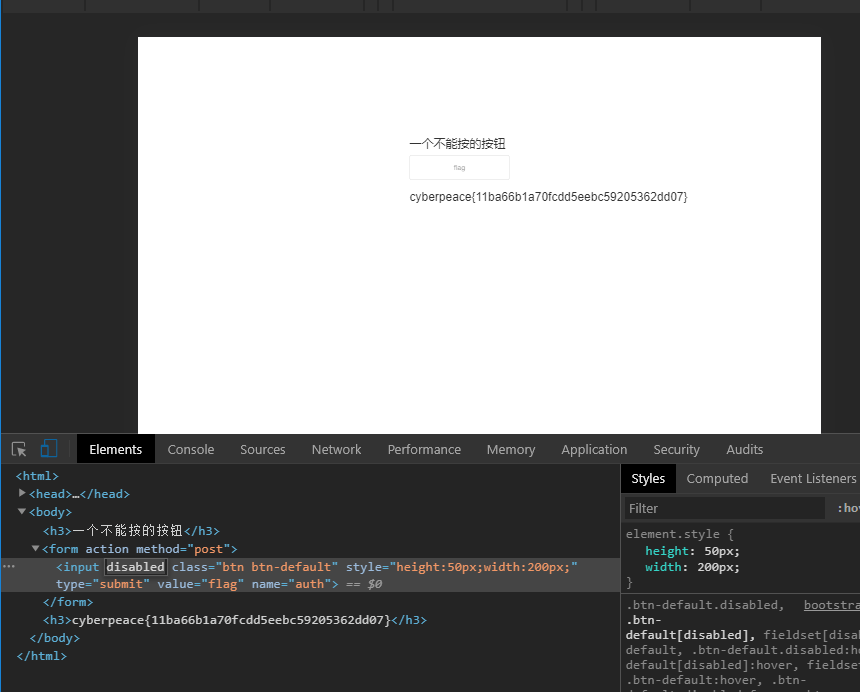 一个不能按的按钮
flag
cyberpeace{11ba66b1a70fcdd5eebc59205362dd07}
Elements Console Sources Network Performance Memory Application Security Audits
<html>
<head>…</head>
<body>
<h3>一个不能按的按钮</h3>
<form action method="post">
<input disabled class="btn btn-default" style="height:50px;width:200px;"
type="submit" value="flag" name="auth"> == $0
</form>
<h3>cyberpeace{11ba66b1a70fcdd5eebc59205362dd07}</h3>
</body>
</html>
Styles Computed Event Listeners
Filter :hov
element.style {
height: 50px;
width: 200px;
}
.btn-default.disabled, bootstra
.btn-
default[disabled], fieldset[disa
default, .btn-default.disabled:ho
default[disabled]:hover, fieldset
.btn-default:hover, .btn-